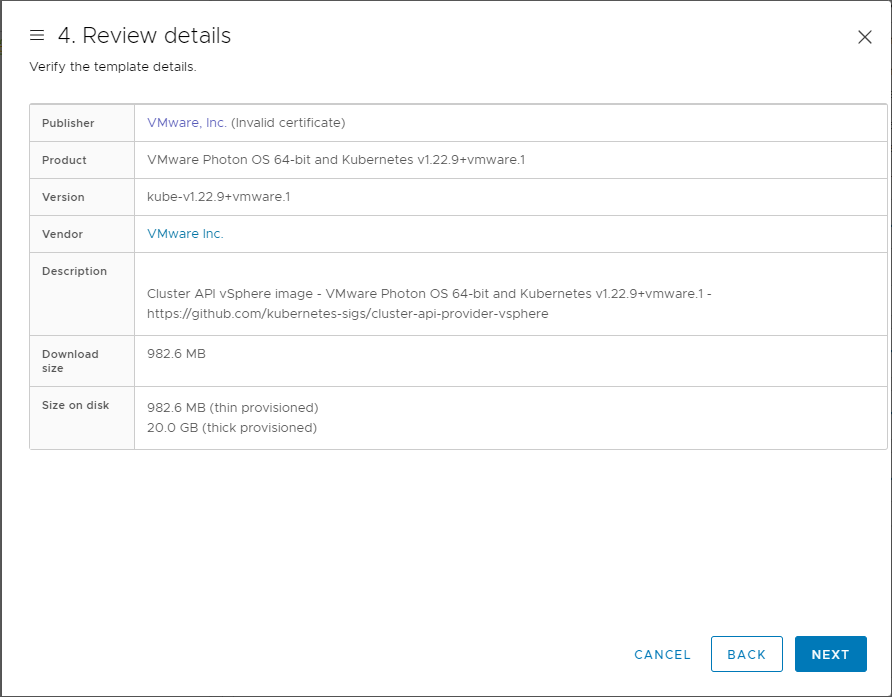 4. Review details
Verify the template details.
Publisher
VMware, Inc. (Invalid certificate)
Product
VMware Photon OS 64-bit and Kubernetes v1.22.9+vmware.1
Version
kube-v1.22.9+vmware.1
Vendor
VMware Inc.
Description
Cluster API vSphere image - VMware Photon OS 64-bit and Kubernetes v1.22.9+vmware.1 -
https://github.com/kubernetes-sigs/cluster-api-provider-vsphere
Download
size
982.6 MB
Size on disk
982.6 MB (thin provisioned)
20.0 GB (thick provisioned)
CANCEL
BACK
NEXT